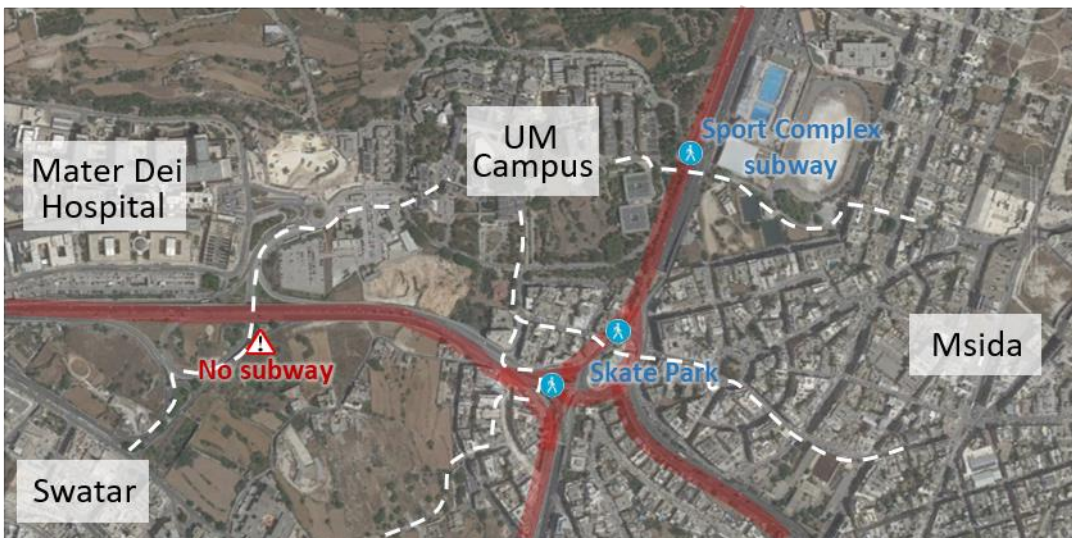 UM
Campus
Sport Complex
subway
Mater Dei
Hospital
No subway
Skate Park
Msida
Swatar